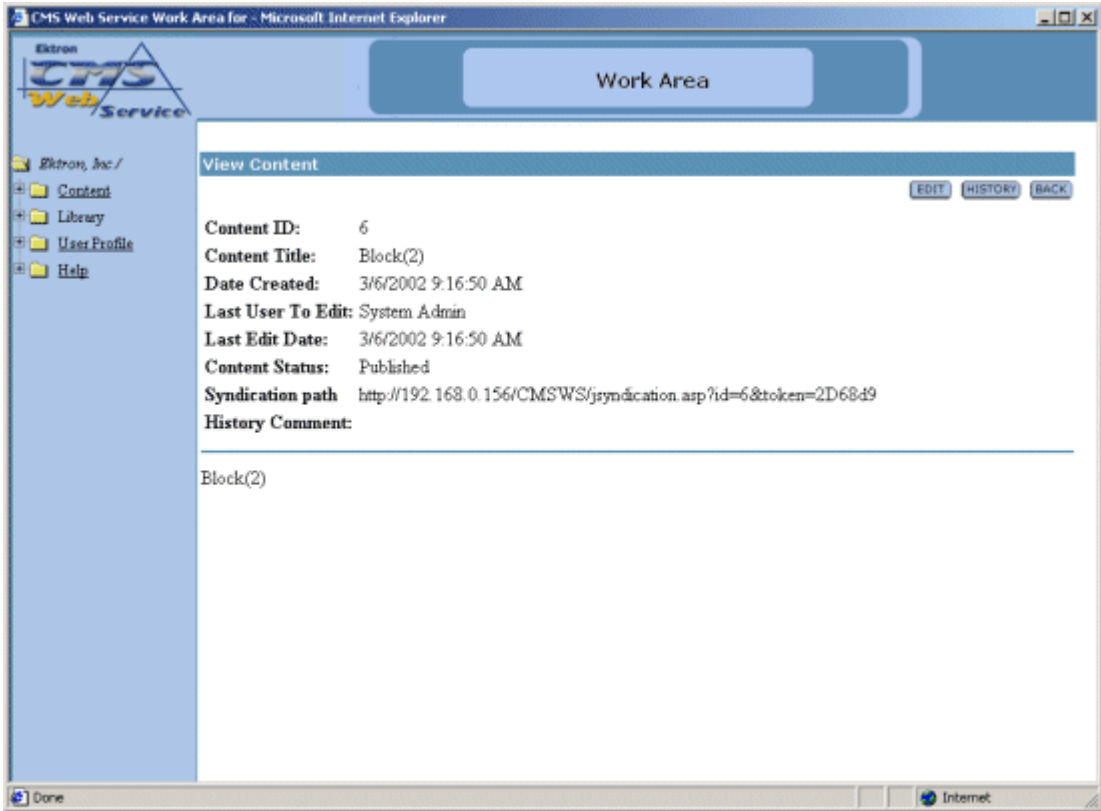 CMS Web Service Work Area for - Microsoft Internet Explorer
Ektron
CMS
Web
Service
Work Area
Ektron, Inc /
Content
Library
User Profile
Help
View Content
EDIT HISTORY BACK
Content ID: 6
Content Title: Block(2)
Date Created: 3/6/2002 9:16:50 AM
Last User To Edit: System Admin
Last Edit Date: 3/6/2002 9:16:50 AM
Content Status: Published
Syndication path http://192.168.0.156/CMSWS/jsyndication.asp?id=6&token=2D68d9
History Comment:
Block(2)
Done Internet